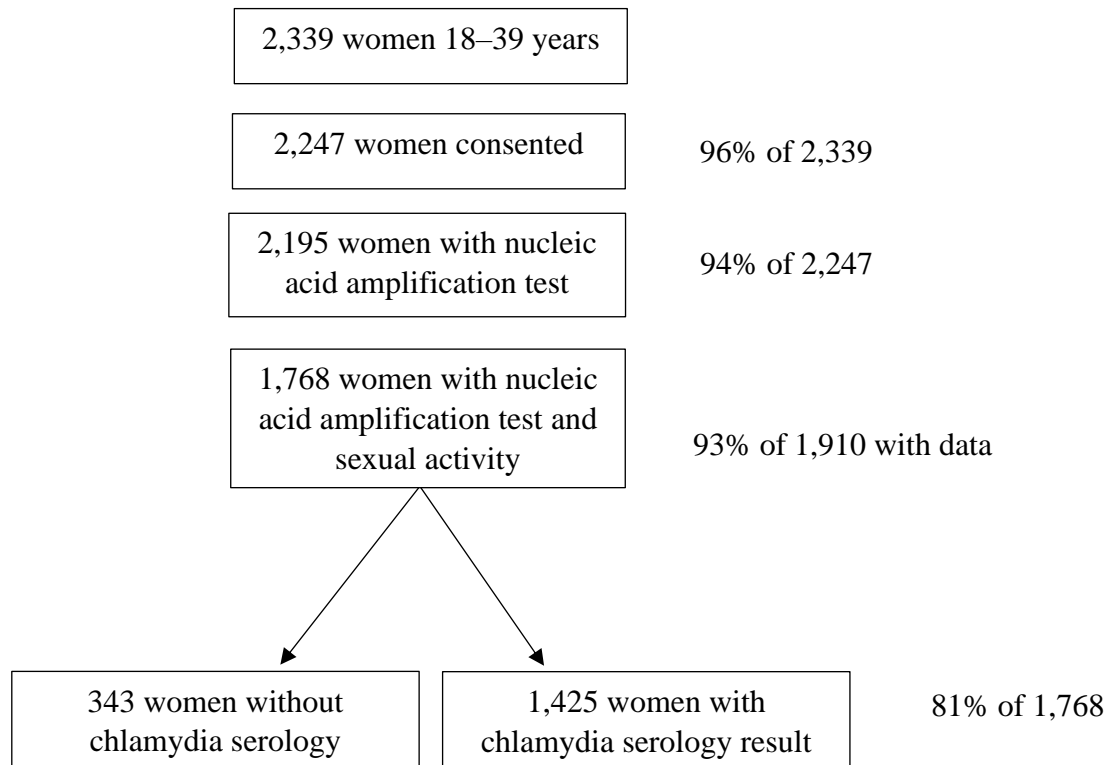 2,339 women 18–39 years
2,247 women consented
96% of 2,339
2,195 women with nucleic
acid amplification test
94% of 2,247
1,768 women with nucleic
acid amplification test and
sexual activity
93% of 1,910 with data
343 women without
chlamydia serology
1,425 women with
chlamydia serology result
81% of 1,768